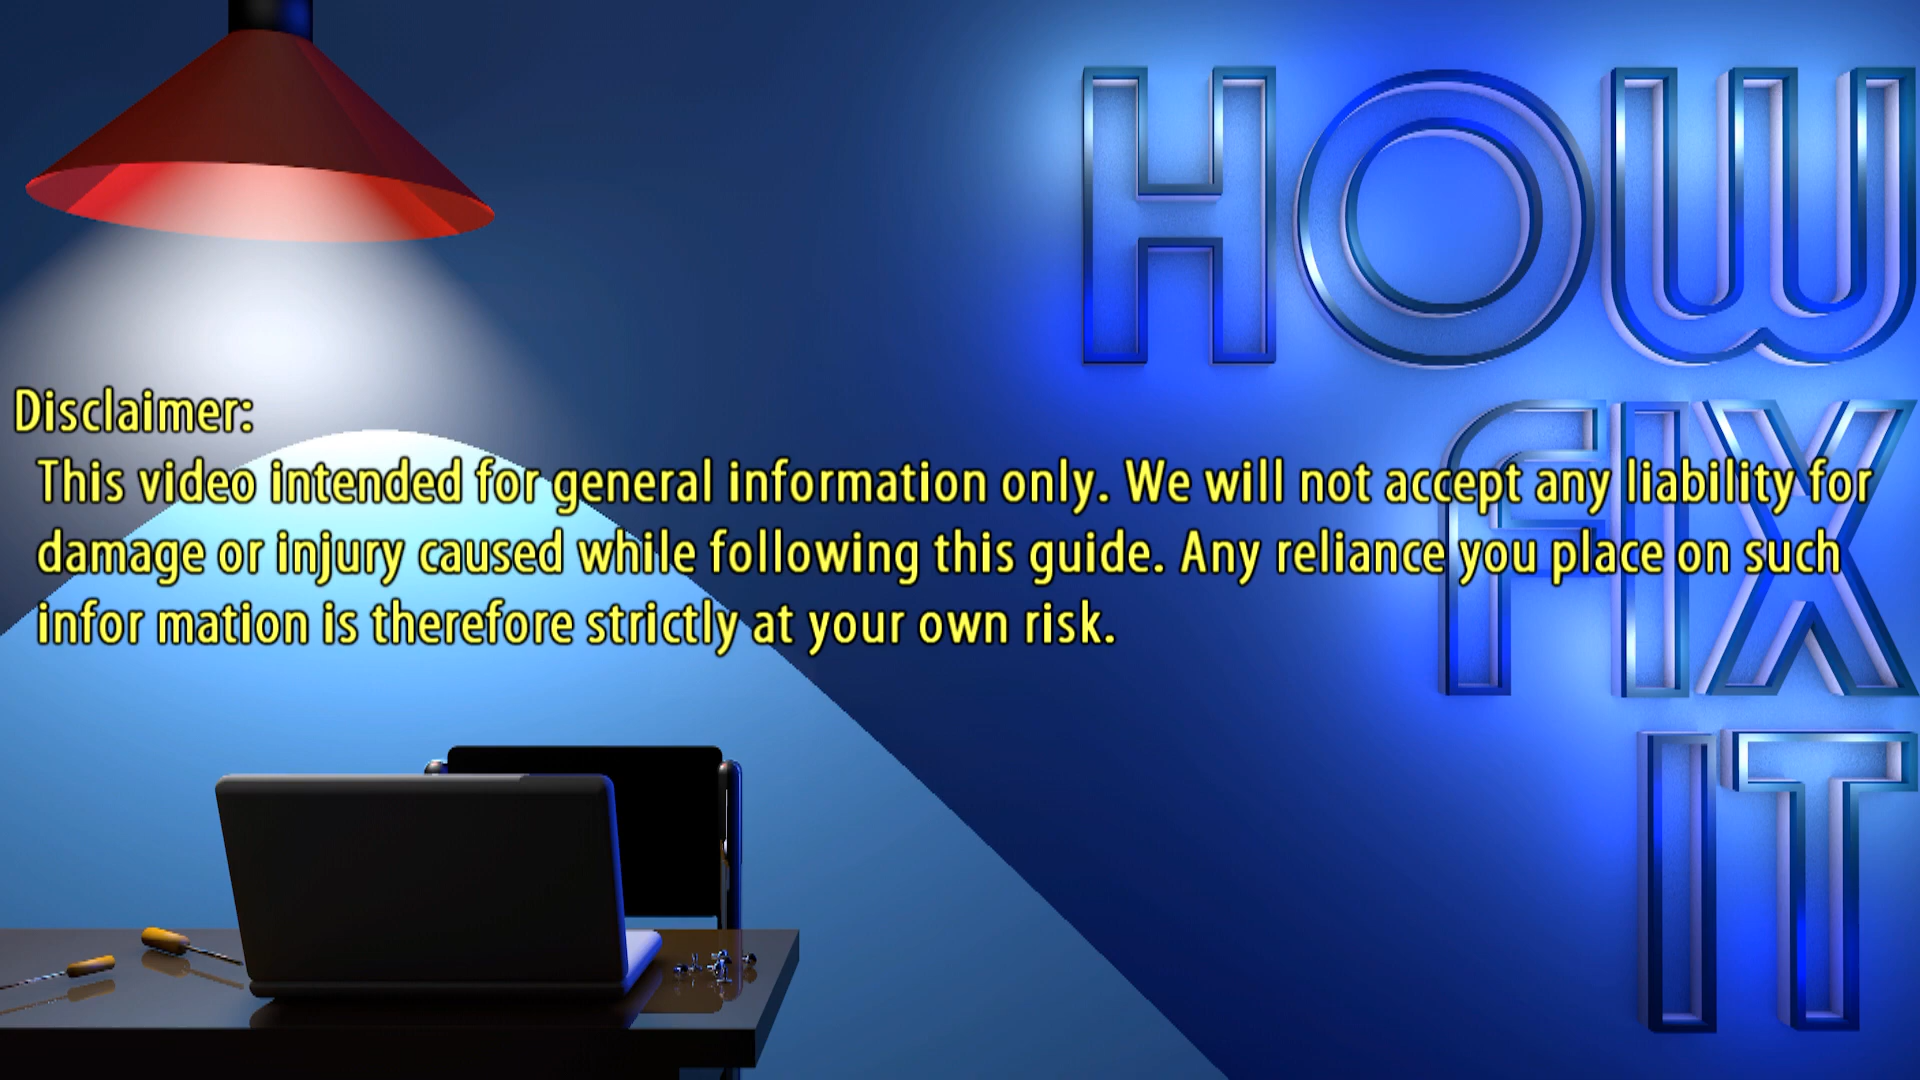 HOW
FIX
IT
Disclaimer:
This video intended for general information only. We will not accept any liability for
damage or injury caused while following this guide. Any reliance you place on such
infor mation is therefore strictly at your own risk.